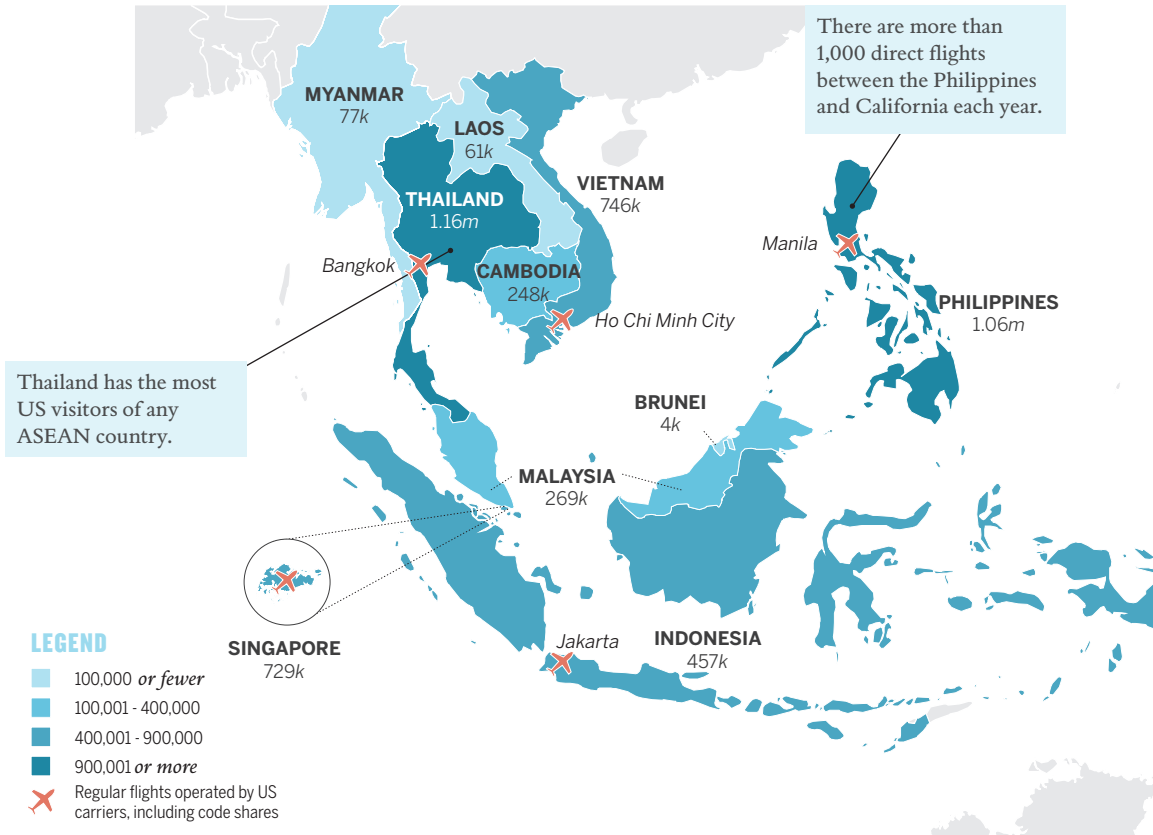 There are more than
1,000 direct flights
between the Philippines
and California each year.
MYANMAR
77k
LAOS
61k
VIETNAM
746k
THAILAND
1.16m
Manila
Bangkok
CAMBODIA
248k
PHILIPPINES
1.06m
Ho Chi Minh City
Thailand has the most
US visitors of any
ASEAN country.
BRUNEI
4k
MALAYSIA
269k
SINGAPORE
729k
Jakarta
INDONESIA
457k
LEGEND
100,000 or fewer
100,001 - 400,000
400,001 - 900,000
900,001 or more
Regular flights operated by US
carriers, including code shares